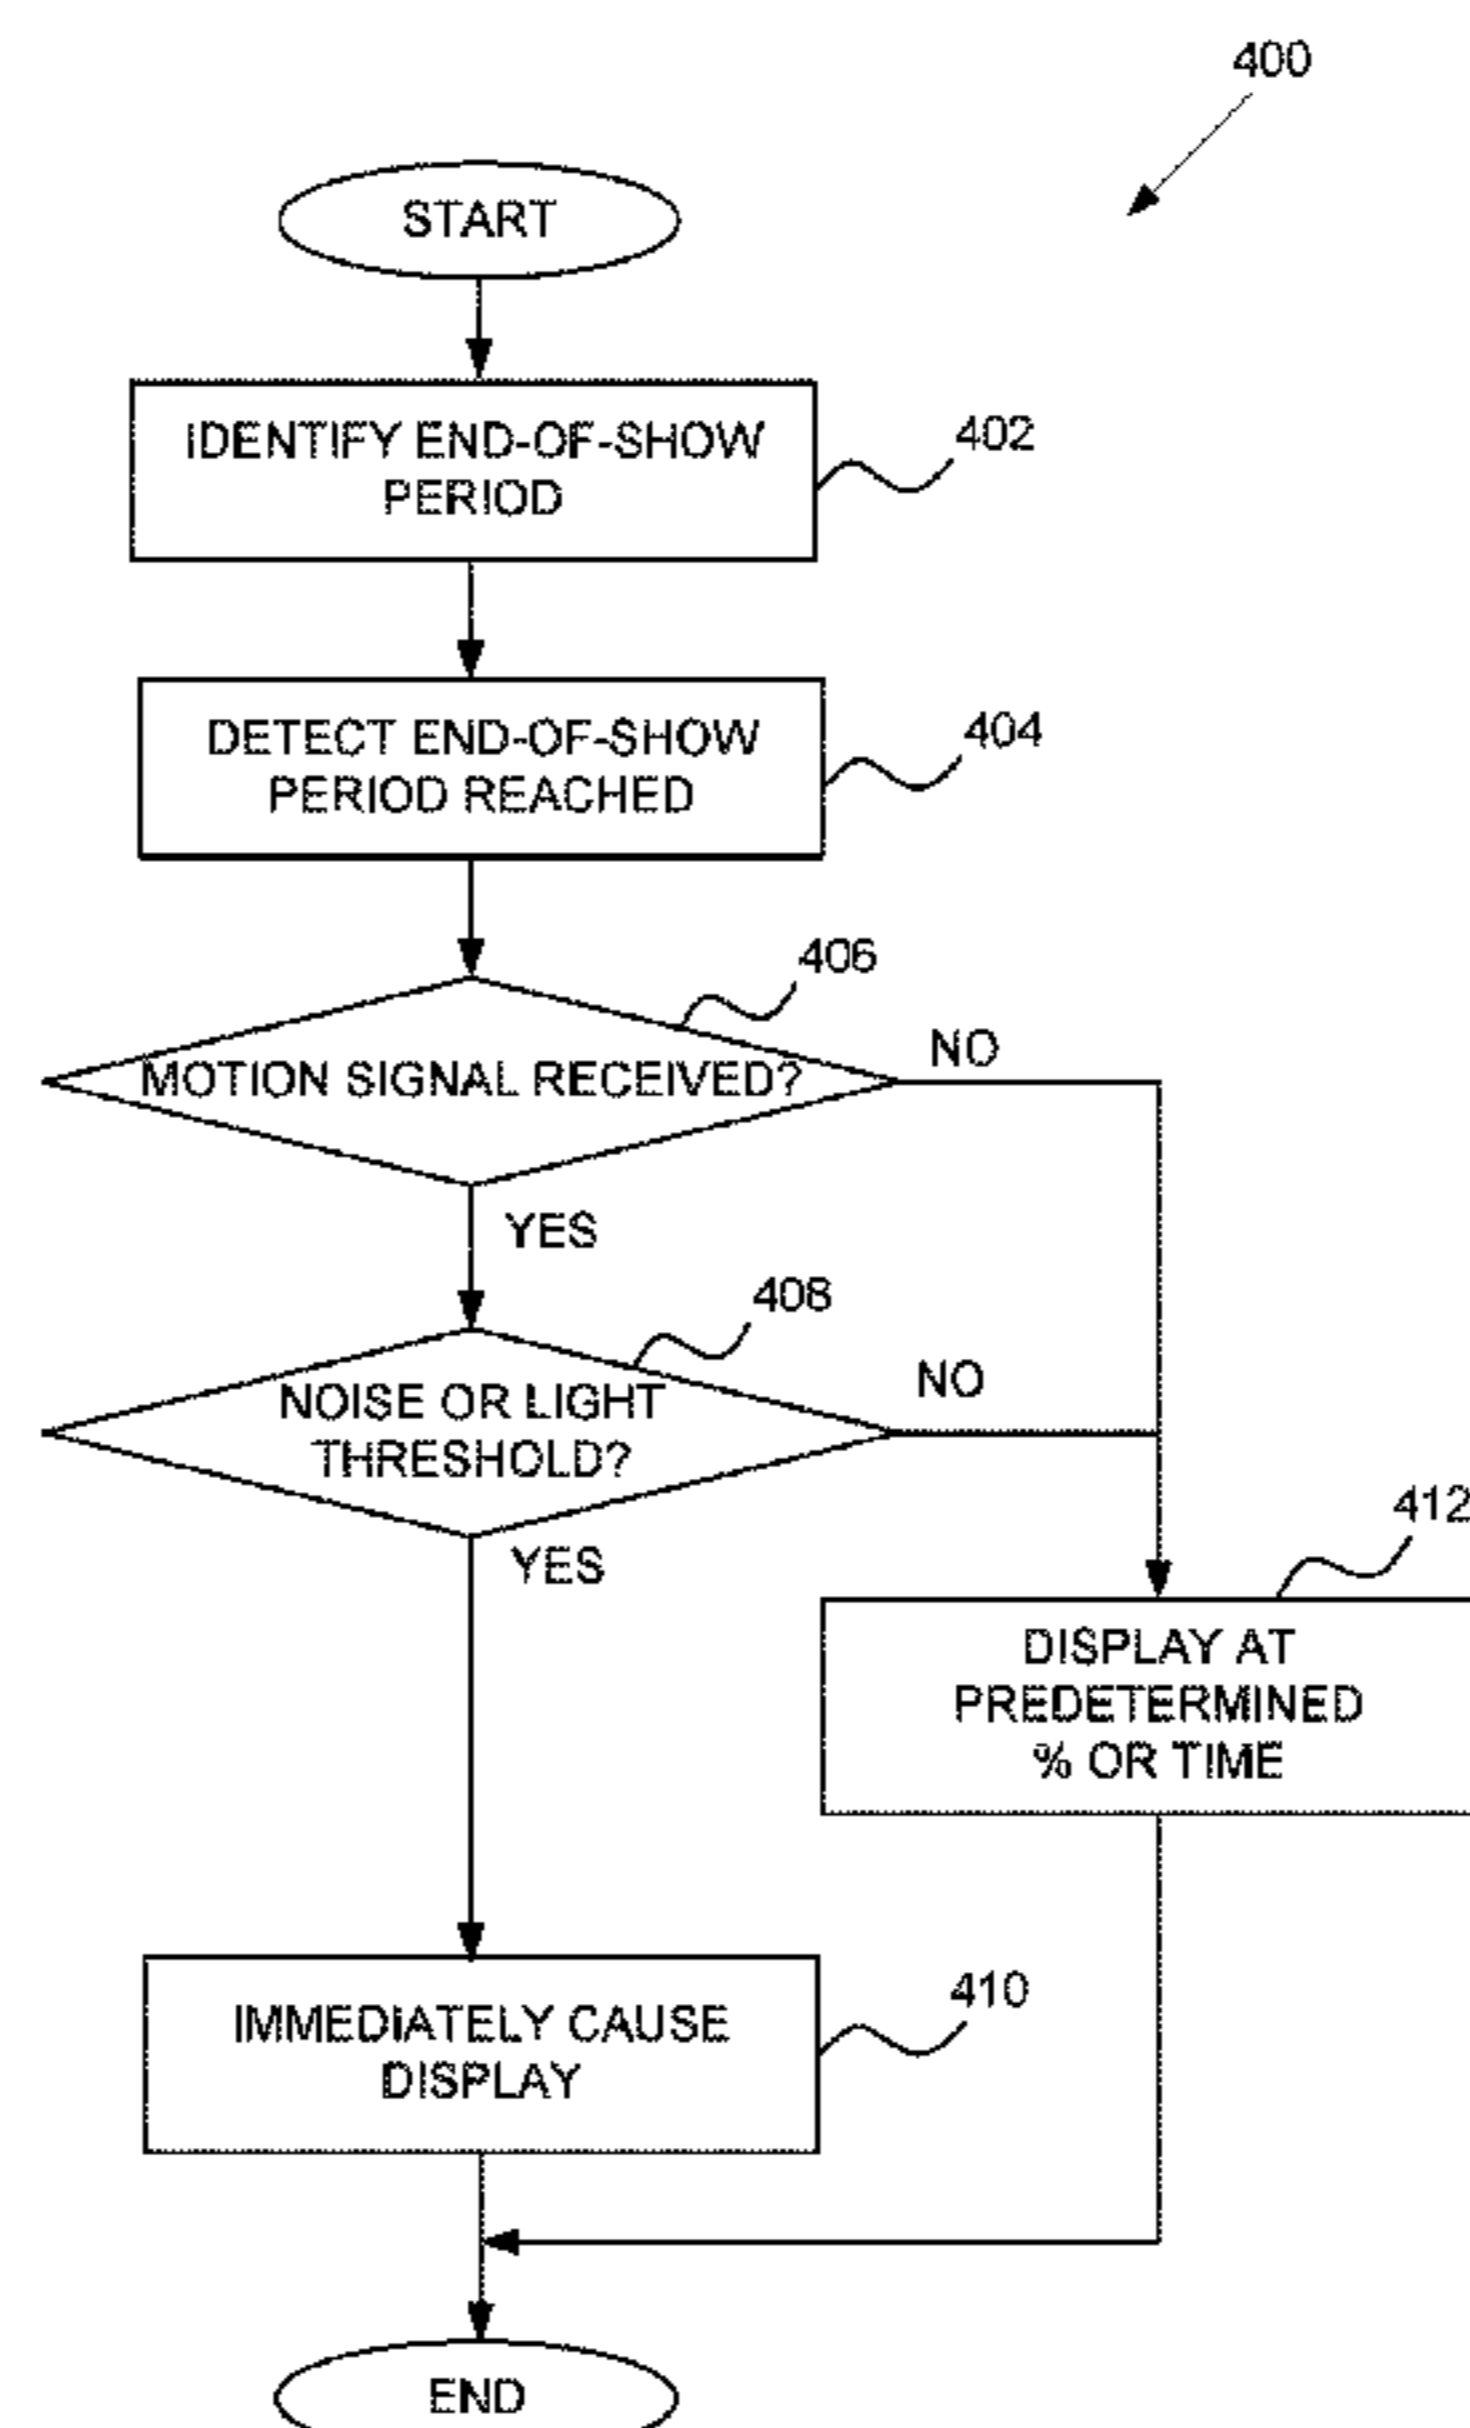 400
START
IDENTIFY END-OF-SHOW
PERIOD
402
DETECT END-OF-SHOW
PERIOD REACHED
404
406
MOTION SIGNAL RECEIVED?
NO
YES
408
NOISE OR LIGHT
THRESHOLD?
NO
YES
412
DISPLAY AT
PREDETERMINED
% OR TIME
IMMEDIATELY CAUSE
DISPLAY
410
END